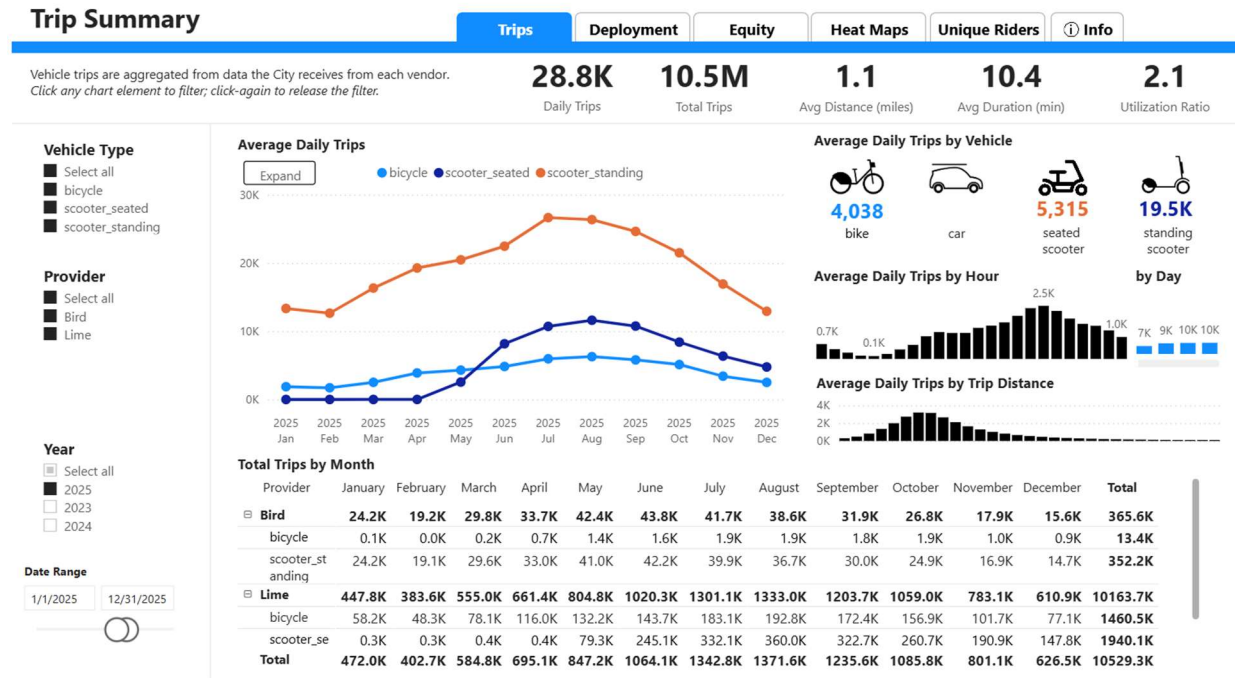 Trip Summary
Trips
Deployment
Equity
Heat Maps
Unique Riders
ⓘ Info
Vehicle trips are aggregated from data the City receives from each vendor.
Click any chart element to filter; click-again to release the filter.
28.8K
Daily Trips
10.5M
Total Trips
1.1
Avg Distance (miles)
10.4
Avg Duration (min)
2.1
Utilization Ratio
Vehicle Type
Select all
bicycle
scooter_seated
scooter_standing
Provider
Select all
Bird
Lime
Year
Select all
2025
2023
2024
Date Range
1/1/2025 12/31/2025
Average Daily Trips
Expand
bicycle scooter_seated scooter_standing
30K
20K
10K
0K
2025 2025 2025 2025 2025 2025 2025 2025 2025 2025 2025 2025
Jan Feb Mar Apr May Jun Jul Aug Sep Oct Nov Dec
Average Daily Trips by Vehicle
4,038
bike
car
5,315
seated
scooter
19.5K
standing
scooter
Average Daily Trips by Hour
0.7K
0.1K
2.5K
1.0K
by Day
7K 9K 10K 10K
Average Daily Trips by Trip Distance
4K
2K
0K
Total Trips by Month
Provider January February March April May June July August September October November December Total
Bird 24.2K 19.2K 29.8K 33.7K 42.4K 43.8K 41.7K 38.6K 31.9K 26.8K 17.9K 15.6K 365.6K
bicycle 0.1K 0.0K 0.2K 0.7K 1.4K 1.6K 1.9K 1.9K 1.8K 1.9K 1.0K 0.9K 13.4K
scooter_st 24.2K 19.1K 29.6K 33.0K 41.0K 42.2K 39.9K 36.7K 30.0K 24.9K 16.9K 14.7K 352.2K
anding
Lime 447.8K 383.6K 555.0K 661.4K 804.8K 1020.3K 1301.1K 1333.0K 1203.7K 1059.0K 783.1K 610.9K 10163.7K
bicycle 58.2K 48.3K 78.1K 116.0K 132.2K 143.7K 183.1K 192.8K 172.4K 156.9K 101.7K 77.1K 1460.5K
scooter_se 0.3K 0.3K 0.4K 0.4K 79.3K 245.1K 332.1K 360.0K 322.7K 260.7K 190.9K 147.8K 1940.1K
Total 472.0K 402.7K 584.8K 695.1K 847.2K 1064.1K 1342.8K 1371.6K 1235.6K 1085.8K 801.1K 626.5K 10529.3K